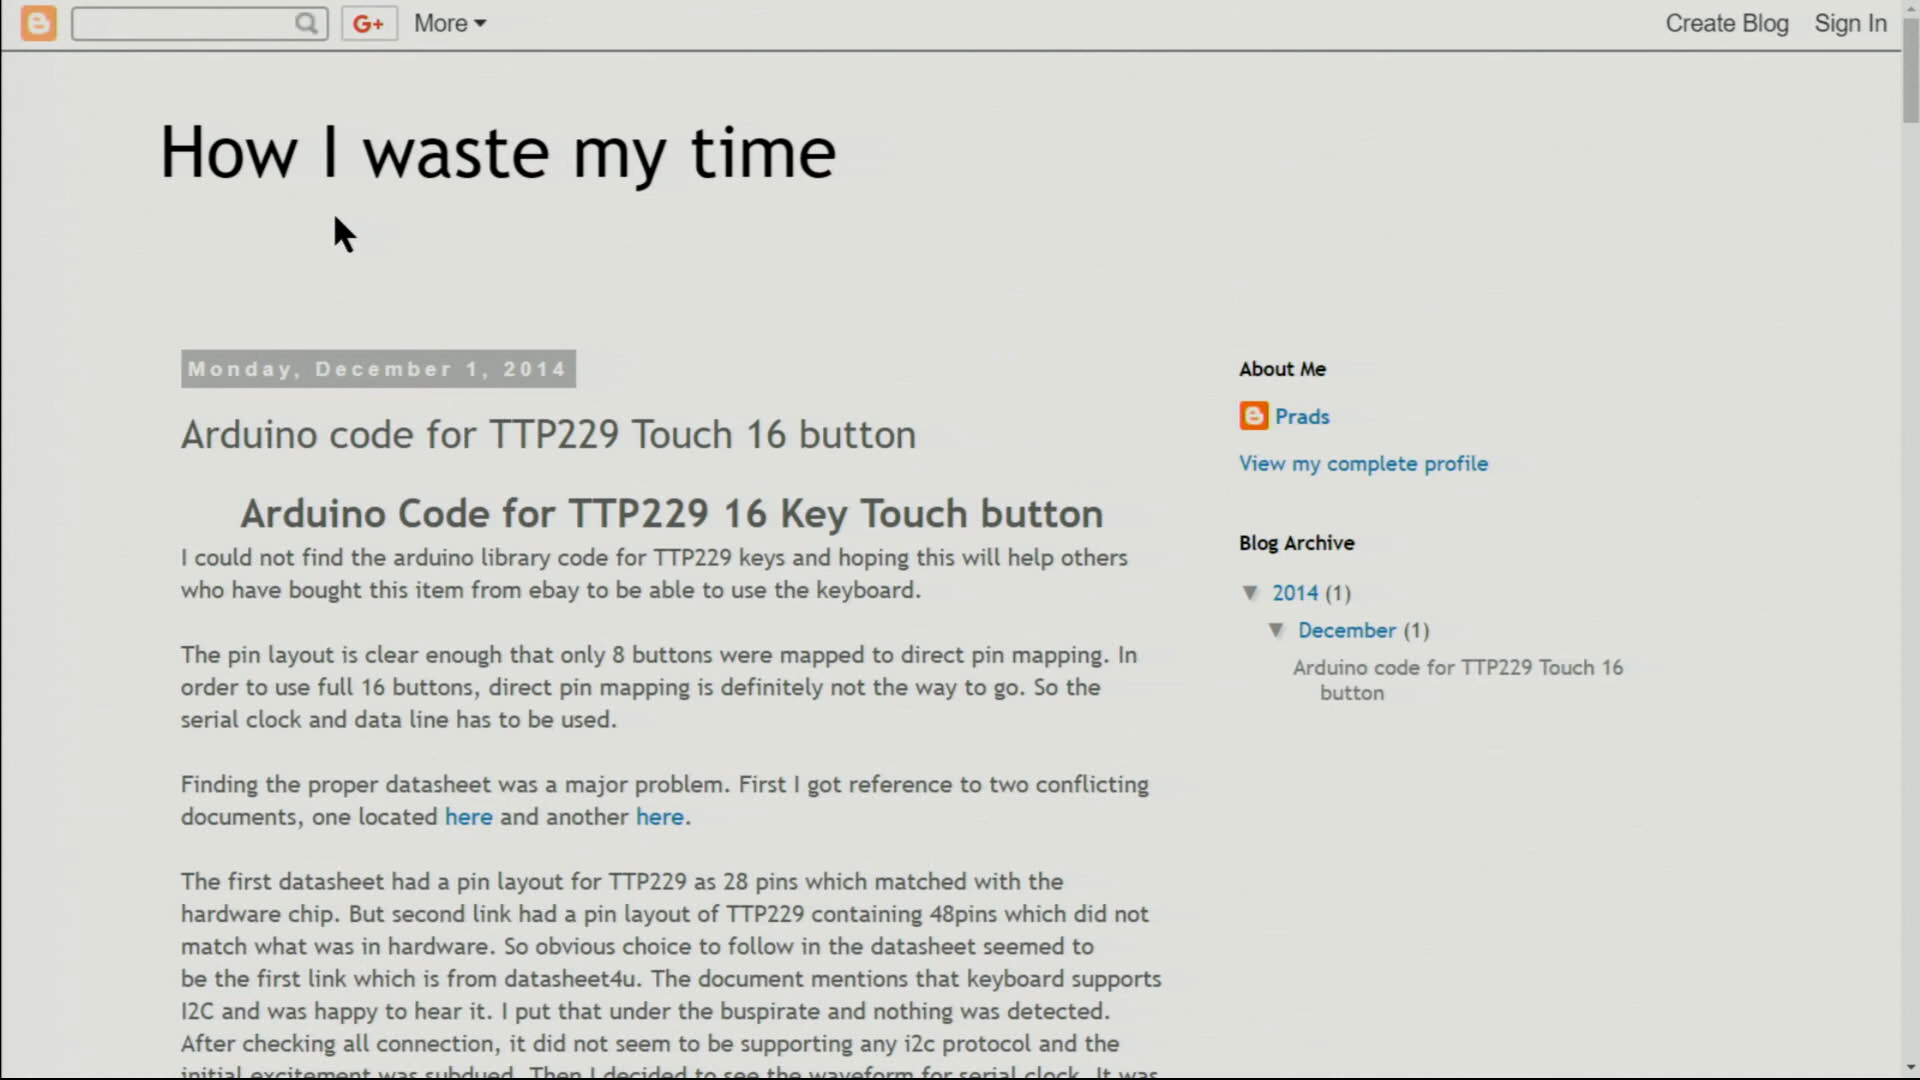 G+ More Create Blog Sign In
How I waste my time
Monday, December 1, 2014
Arduino code for TTP229 Touch 16 button
Arduino Code for TTP229 16 Key Touch button
I could not find the arduino library code for TTP229 keys and hoping this will help others
who have bought this item from ebay to be able to use the keyboard.
The pin layout is clear enough that only 8 buttons were mapped to direct pin mapping. In
order to use full 16 buttons, direct pin mapping is definitely not the way to go. So the
serial clock and data line has to be used.
Finding the proper datasheet was a major problem. First I got reference to two conflicting
documents, one located here and another here.
The first datasheet had a pin layout for TTP229 as 28 pins which matched with the
hardware chip. But second link had a pin layout of TTP229 containing 48pins which did not
match what was in hardware. So obvious choice to follow in the datasheet seemed to
be the first link which is from datasheet4u. The document mentions that keyboard supports
I2C and was happy to hear it. I put that under the buspirate and nothing was detected.
After checking all connection, it did not seem to be supporting any i2c protocol and the
initial excitement was subdued. Then I decided to see the waveform for serial clock. It was
About Me
Prads
View my complete profile
Blog Archive
▼ 2014 (1)
▼ December (1)
Arduino code for TTP229 Touch 16
button